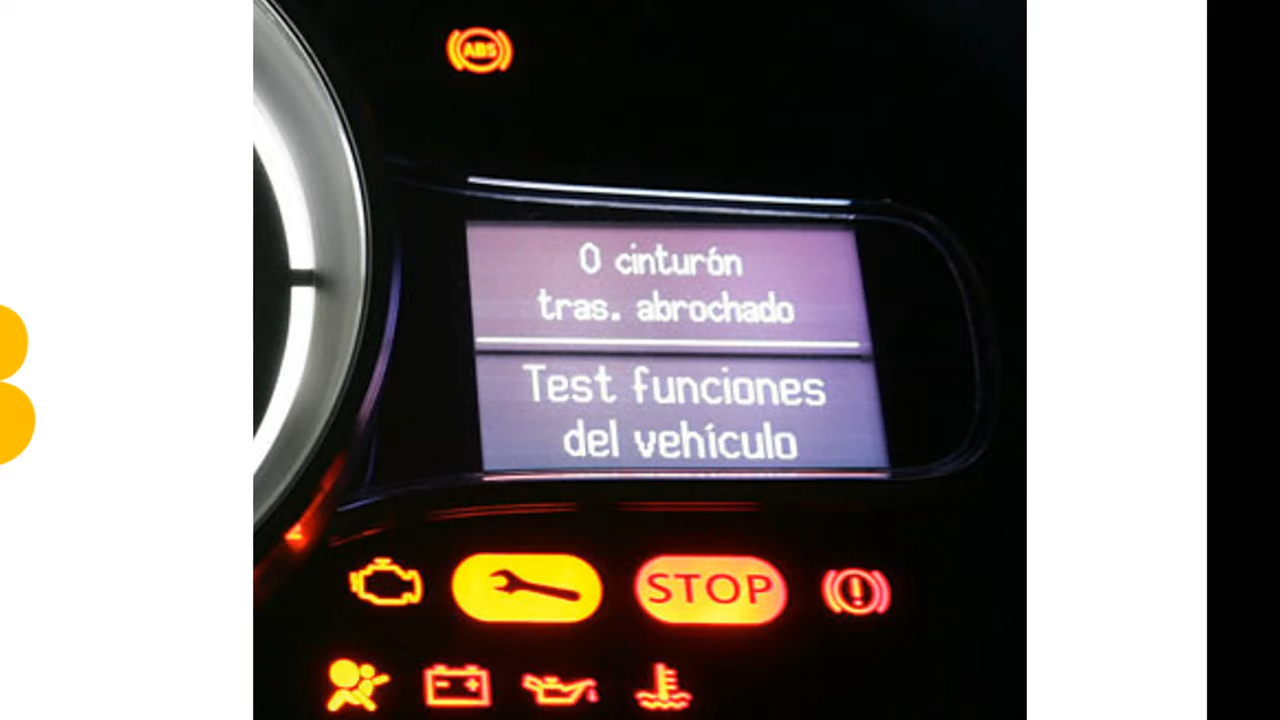 ABS
0 cinturón
tras. abrochado
Test funciones
del vehículo
STOP